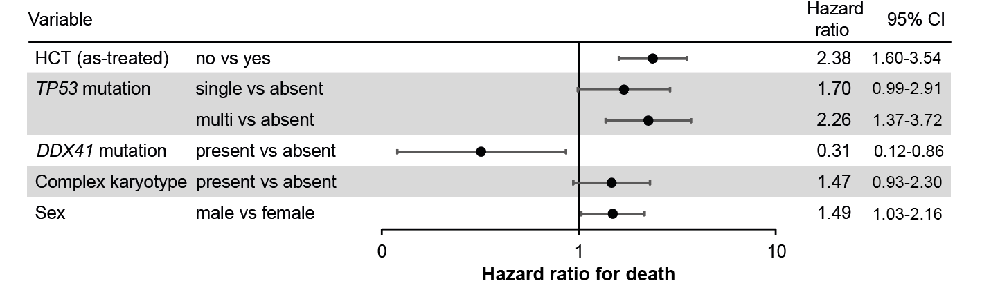 Variable Hazard ratio 95% CI
HCT (as-treated) no vs yes 2.38 1.60-3.54
TP53 mutation single vs absent 1.70 0.99-2.91
multi vs absent 2.26 1.37-3.72
DDX41 mutation present vs absent 0.31 0.12-0.86
Complex karyotype present vs absent 1.47 0.93-2.30
Sex male vs female 1.49 1.03-2.16
0 1 10
Hazard ratio for death